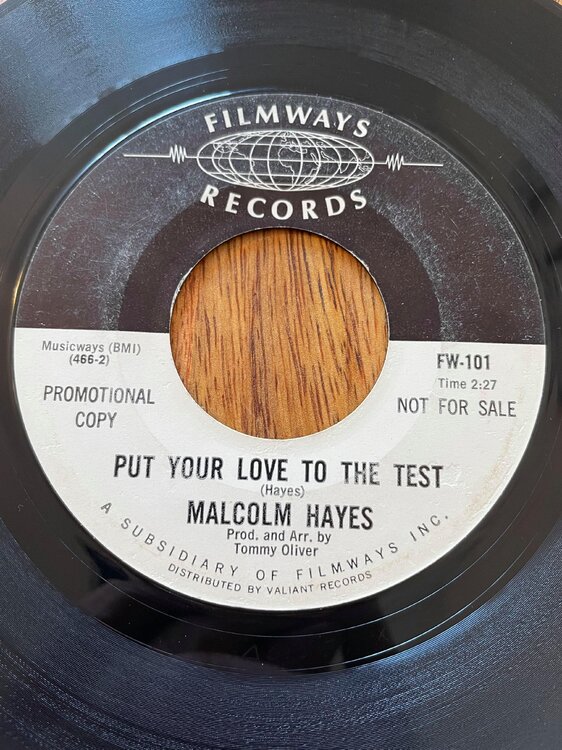 FILMWAYS
RECORDS
Musicways (BMI)
(466-2)
PROMOTIONAL
COPY
FW-101
Time 2:27
NOT FOR SALE
PUT YOUR LOVE TO THE TEST
(Hayes)
MALCOLM HAYES
Prod. and Arr. by
Tommy Oliver
A SUBSIDIARY OF FILMWAYS INC.
DISTRIBUTED BY VALIANT RECORDS